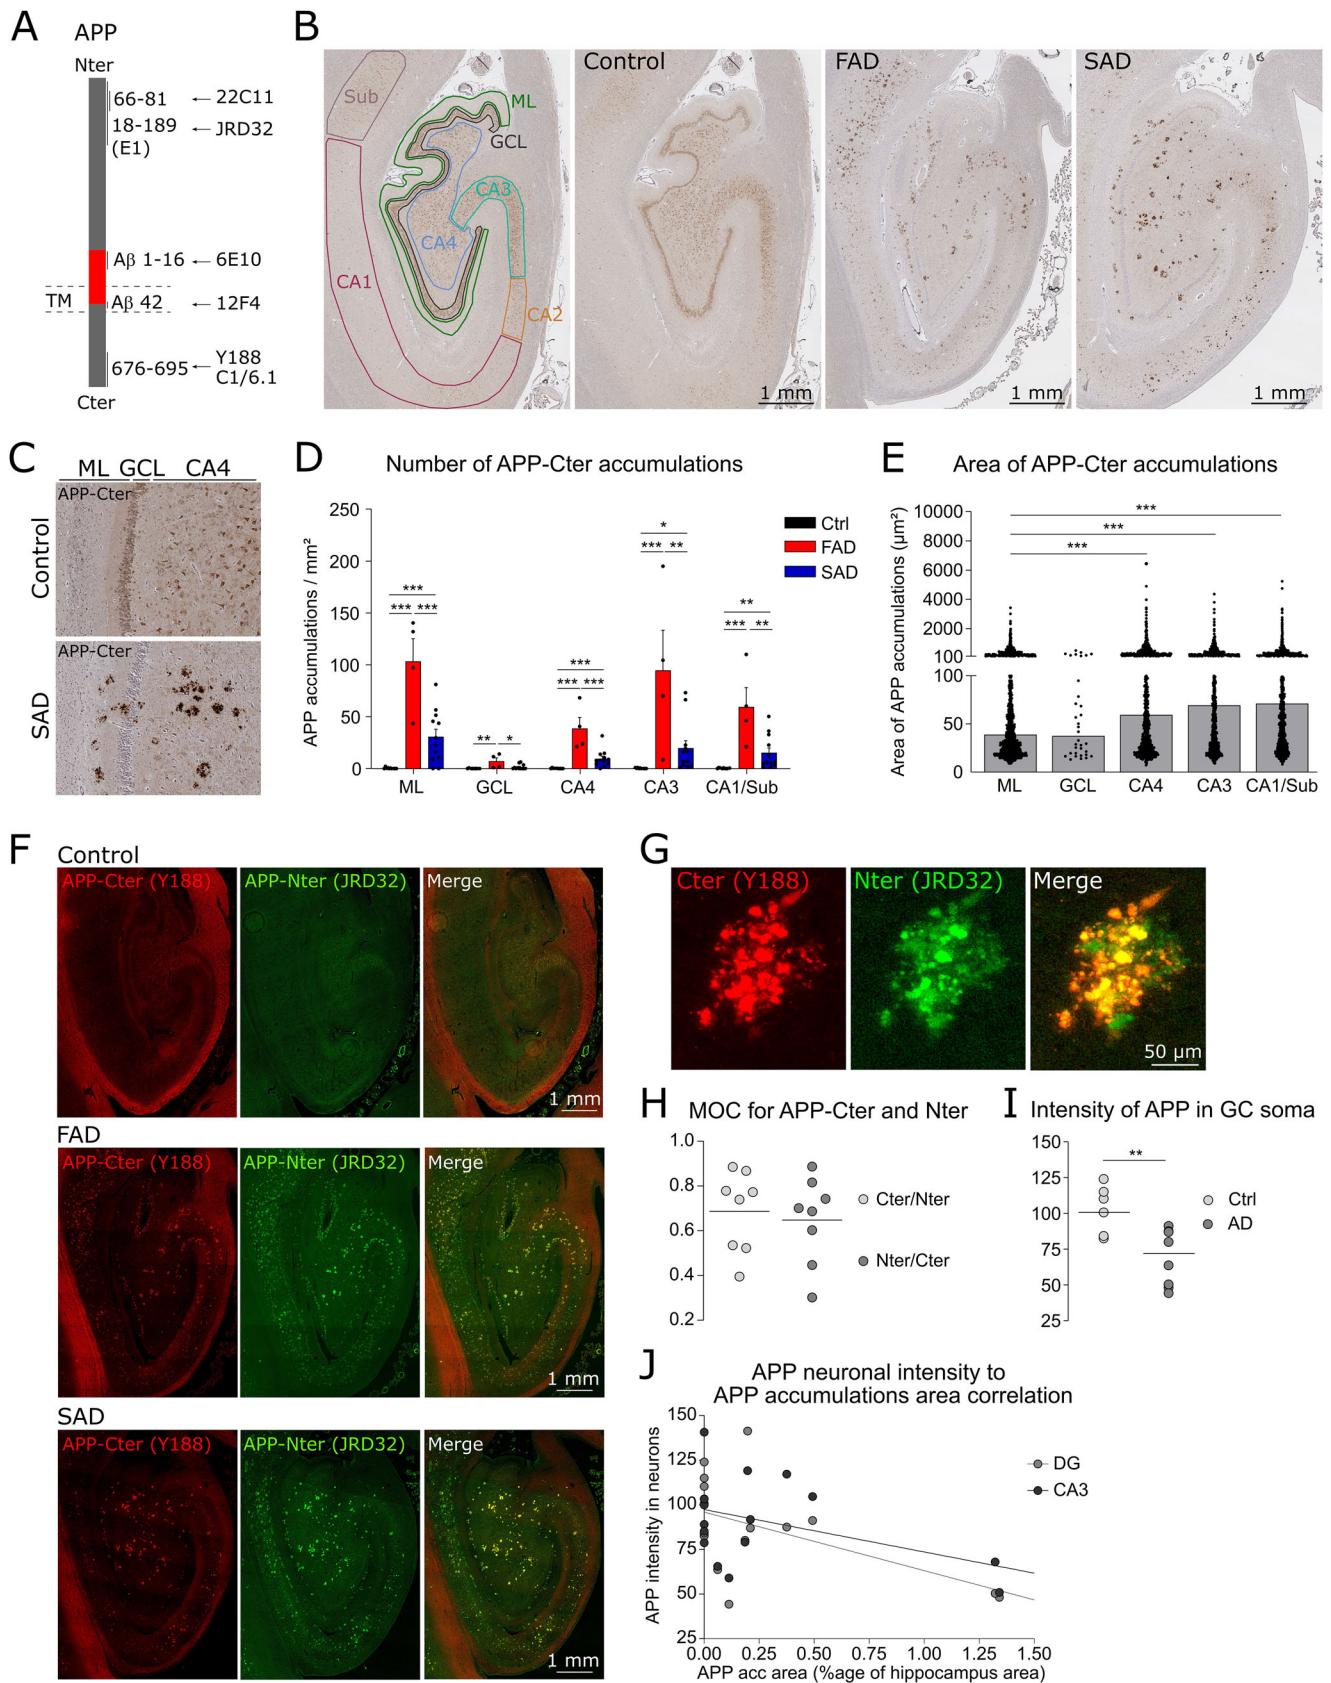 A
APP
Nter
66-81
22C11
18-189
(E1)
JRD32
Aβ 1-16
6E10
TM
Aβ 42
12F4
676-695
Y188
C1/6.1
Cter
B
Sub
ML
GCL
CA3
CA4
CA1
CA2
Control
1 mm
FAD
1 mm
SAD
1 mm
C
ML GCL CA4
Control
APP-Cter
SAD
APP-Cter
D
Number of APP-Cter accumulations
APP accumulations / mm²
250
200
150
100
50
0
Ctrl
FAD
SAD
*** *** ***
** *
*** *** ***
* *** **
** *** **
ML GCL CA4 CA3 CA1/Sub
E
Area of APP-Cter accumulations
Area of APP accumulations (µm²)
10000
8000
6000
4000
2000
100
100
50
0
***
***
***
ML GCL CA4 CA3 CA1/Sub
F
Control
APP-Cter (Y188) APP-Nter (JRD32) Merge
1 mm
FAD
APP-Cter (Y188) APP-Nter (JRD32) Merge
1 mm
SAD
APP-Cter (Y188) APP-Nter (JRD32) Merge
1 mm
G
Cter (Y188) Nter (JRD32) Merge
50 µm
H
MOC for APP-Cter and Nter
1.0
0.8
0.6
0.4
0.2
Cter/Nter
Nter/Cter
I
Intensity of APP in GC soma
150
125
100
75
50
25
**
Ctrl
AD
J
APP neuronal intensity to
APP accumulations area correlation
APP intensity in neurons
150
125
100
75
50
25
DG
CA3
0.00 0.25 0.50 0.75 1.00 1.25 1.50
APP acc area (%age of hippocampus area)